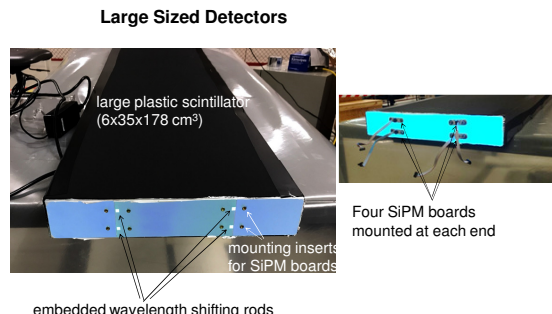 Large Sized Detectors
large plastic scintillator
(6x35x178 cm³)
Four SiPM boards
mounted at each end
mounting inserts
for SiPM boards
embedded wavelength shifting rods